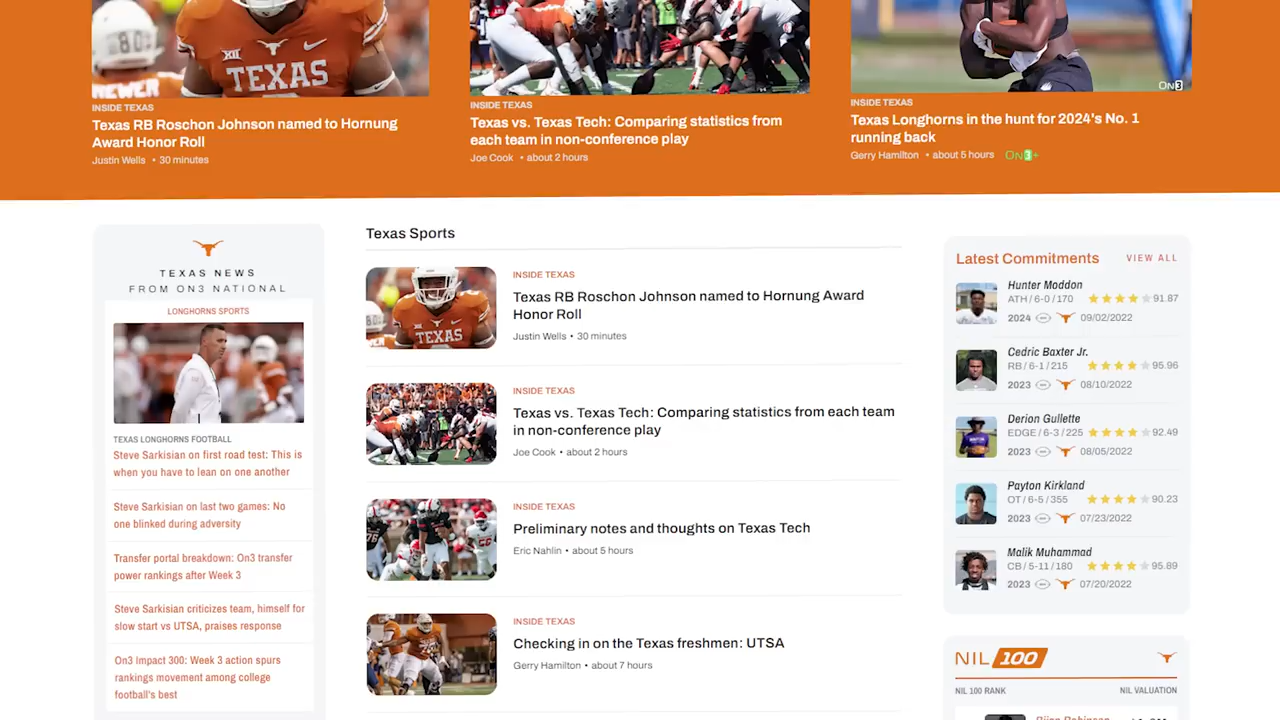 80
XII
TEXAS
EWER
INSIDE TEXAS
Texas RB Roschon Johnson named to Hornung
Award Honor Roll
Justin Wells • 30 minutes
INSIDE TEXAS
Texas vs. Texas Tech: Comparing statistics from
each team in non-conference play
Joe Cook • about 2 hours
On3
INSIDE TEXAS
Texas Longhorns in the hunt for 2024's No. 1
running back
Gerry Hamilton • about 5 hours On3+
TEXAS NEWS
FROM ON3 NATIONAL
LONGHORNS SPORTS
TEXAS LONGHORNS FOOTBALL
Steve Sarkisian on first road test: This is
when you have to lean on one another
Steve Sarkisian on last two games: No
one blinked during adversity
Transfer portal breakdown: On3 transfer
power rankings after Week 3
Steve Sarkisian criticizes team, himself for
slow start vs UTSA, praises response
On3 Impact 300: Week 3 action spurs
rankings movement among college
football's best
Texas Sports
TEXAS
INSIDE TEXAS
Texas RB Roschon Johnson named to Hornung Award
Honor Roll
Justin Wells • 30 minutes
INSIDE TEXAS
Texas vs. Texas Tech: Comparing statistics from each team
in non-conference play
Joe Cook • about 2 hours
INSIDE TEXAS
Preliminary notes and thoughts on Texas Tech
Eric Nahlin • about 5 hours
INSIDE TEXAS
Checking in on the Texas freshmen: UTSA
Gerry Hamilton • about 7 hours
Latest Commitments VIEW ALL
Hunter Moddon
ATH / 6-0 / 170 91.87
2024 09/02/2022
Cedric Baxter Jr.
RB / 6-1 / 215 95.96
2023 08/10/2022
Derion Gullette
EDGE / 6-3 / 225 92.49
2023 08/05/2022
Payton Kirkland
OT / 6-5 / 355 90.23
2023 07/23/2022
Malik Muhammad
CB / 5-11 / 180 95.89
2023 07/20/2022
NIL 100
NIL 100 RANK NIL VALUATION